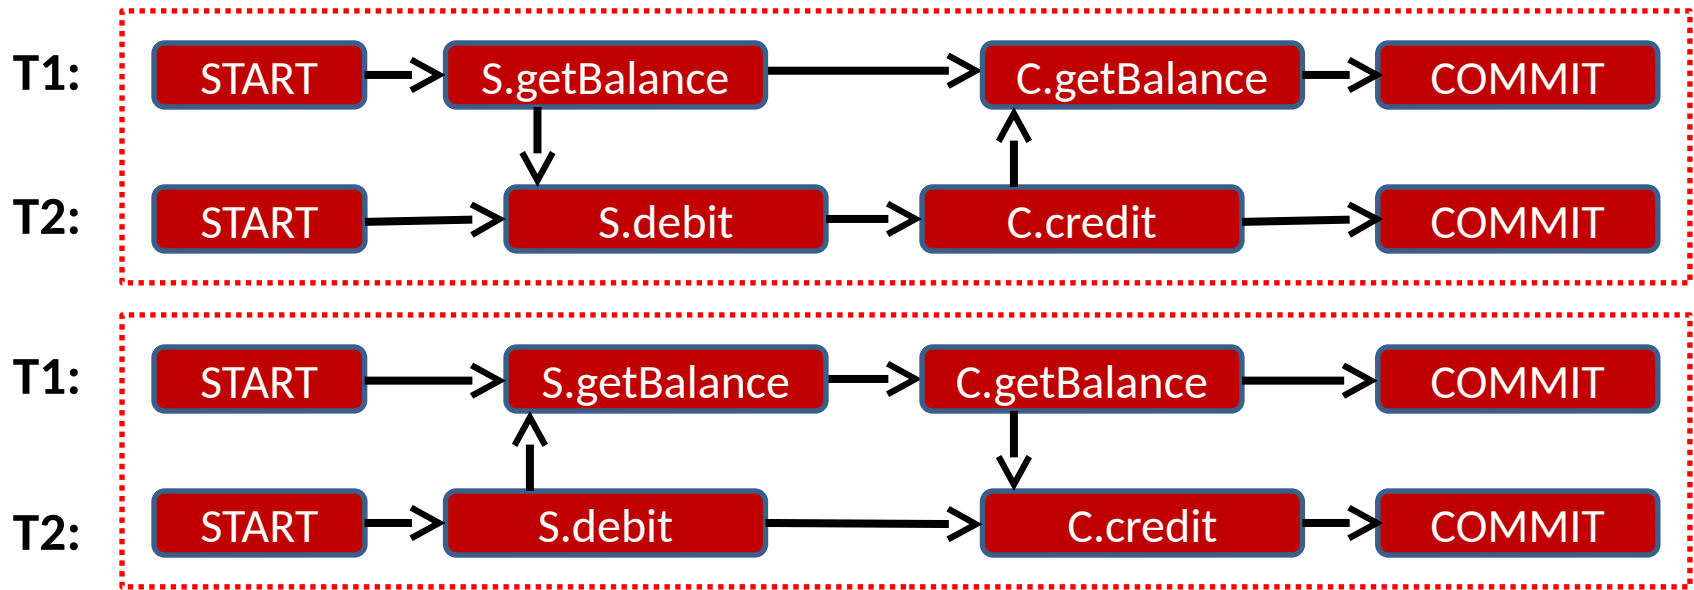 T1: START S.getBalance C.getBalance COMMIT
T2: START S.debit C.credit COMMIT
T1: START S.getBalance C.getBalance COMMIT
T2: START S.debit C.credit COMMIT